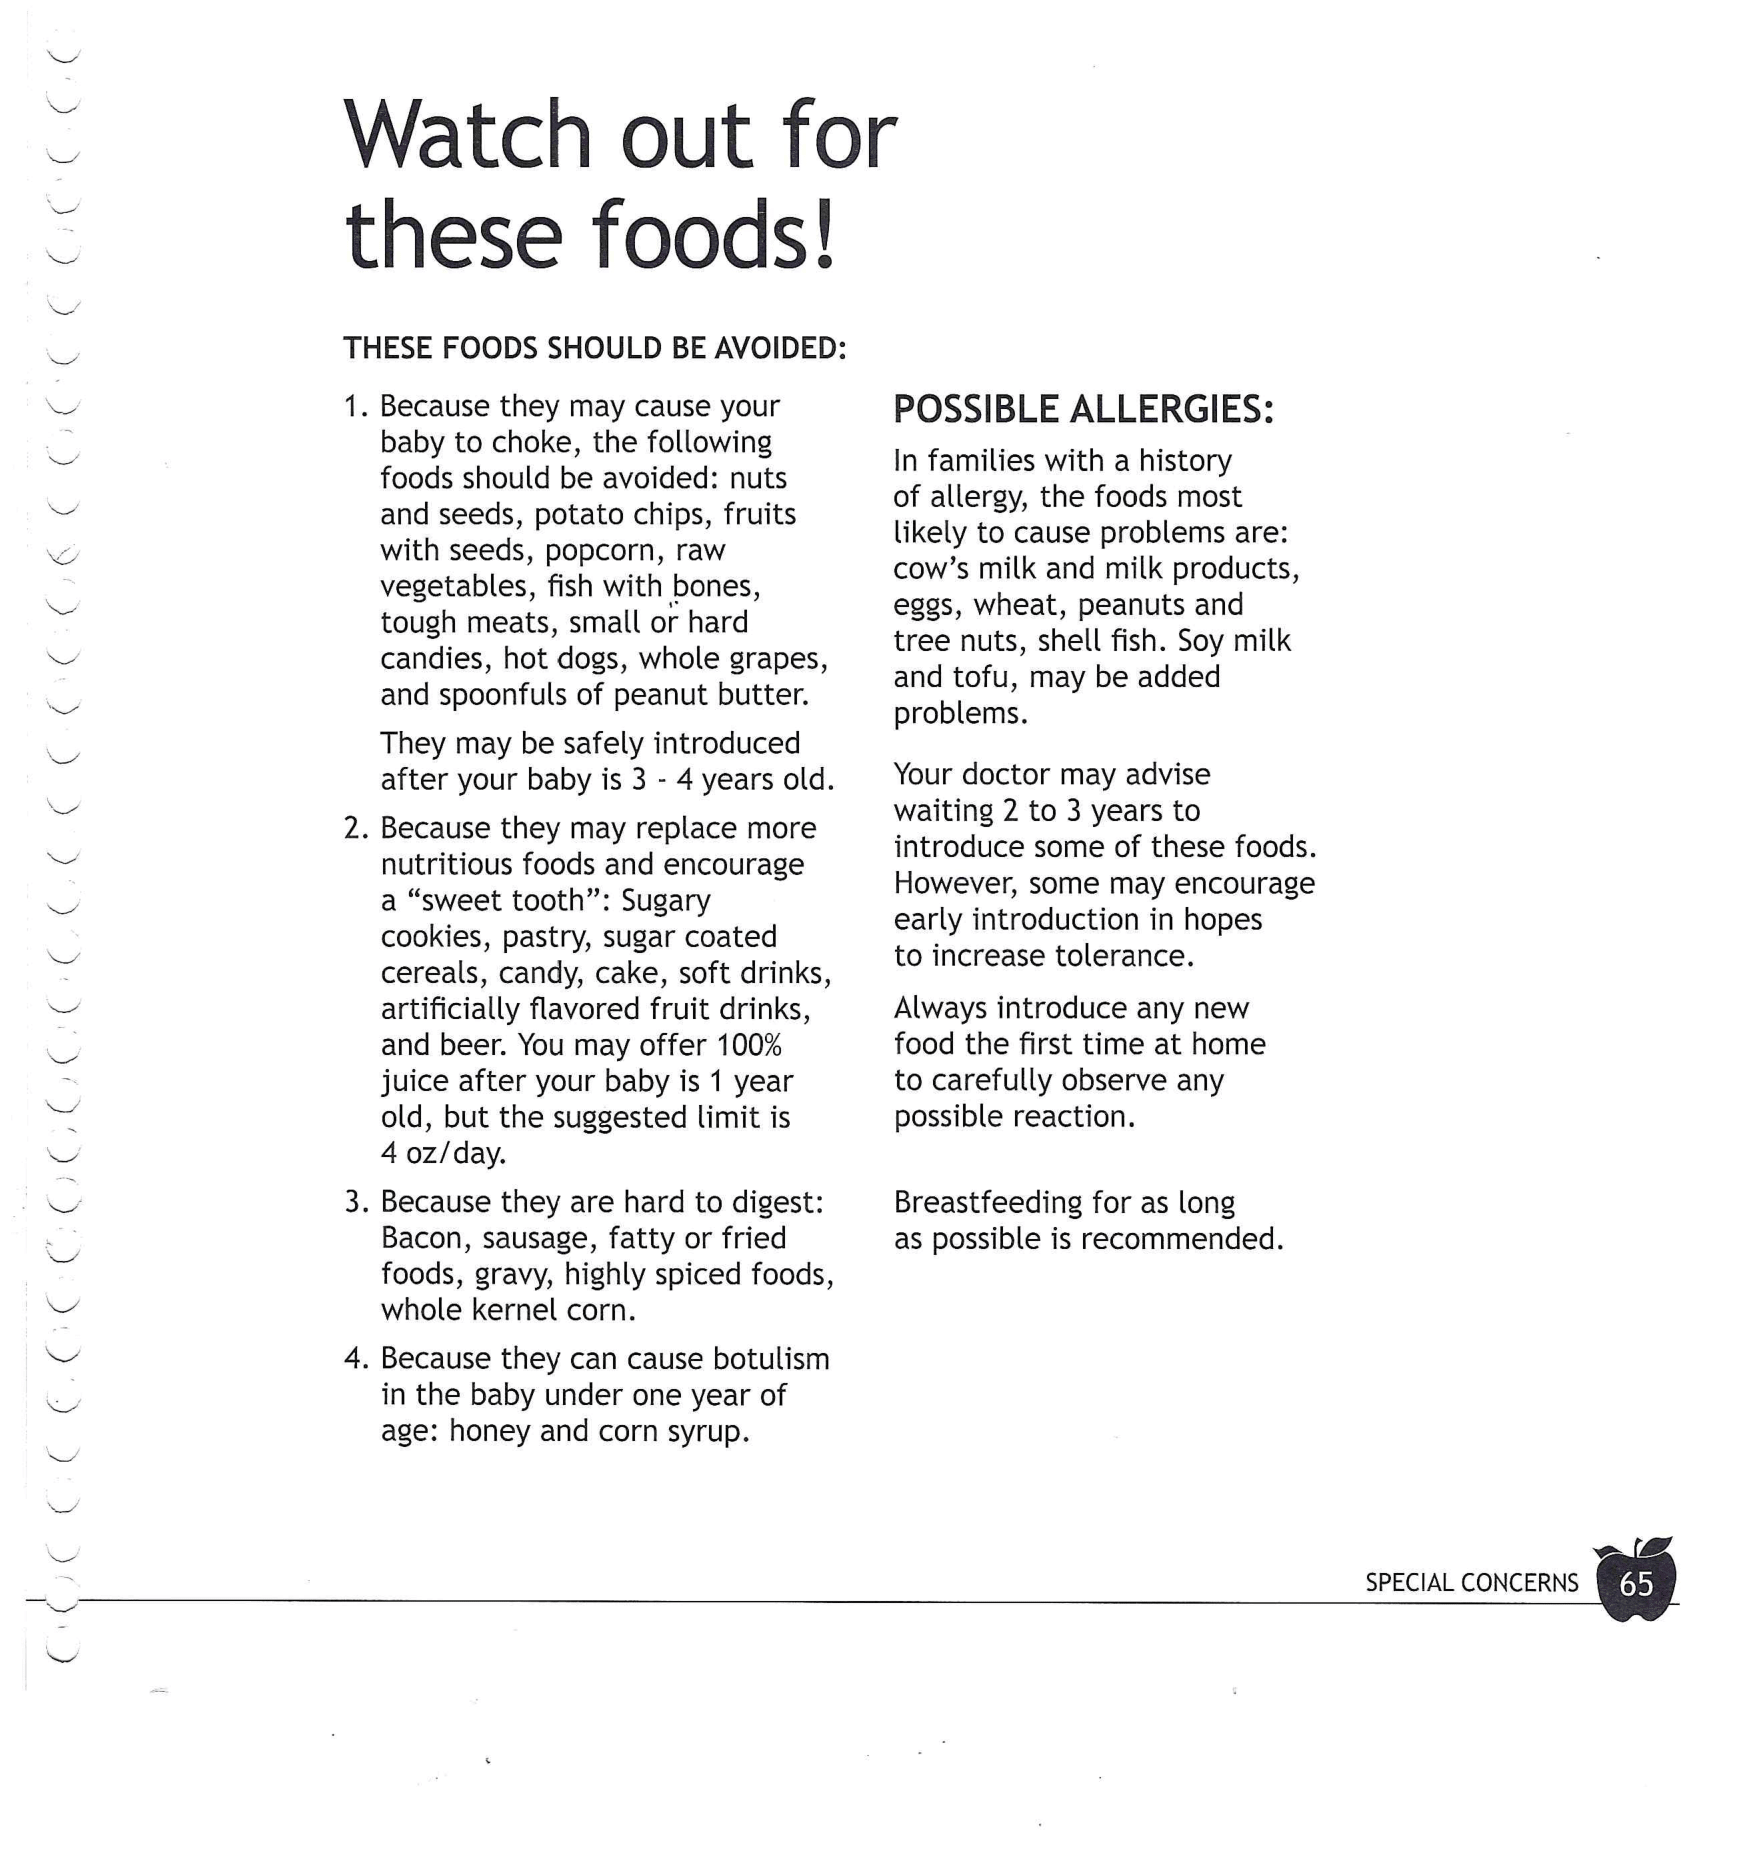 Watch out for
these foods!
THESE FOODS SHOULD BE AVOIDED:
1. Because they may cause your
baby to choke, the following
foods should be avoided: nuts
and seeds, potato chips, fruits
with seeds, popcorn, raw
vegetables, fish with bones,
tough meats, small or hard
candies, hot dogs, whole grapes,
and spoonfuls of peanut butter.
They may be safely introduced
after your baby is 3 - 4 years old.
2. Because they may replace more
nutritious foods and encourage
a “sweet tooth”: Sugary
cookies, pastry, sugar coated
cereals, candy, cake, soft drinks,
artificially flavored fruit drinks,
and beer. You may offer 100%
juice after your baby is 1 year
old, but the suggested limit is
4 oz/day.
3. Because they are hard to digest:
Bacon, sausage, fatty or fried
foods, gravy, highly spiced foods,
whole kernel corn.
4. Because they can cause botulism
in the baby under one year of
age: honey and corn syrup.
POSSIBLE ALLERGIES:
In families with a history
of allergy, the foods most
likely to cause problems are:
cow’s milk and milk products,
eggs, wheat, peanuts and
tree nuts, shell fish. Soy milk
and tofu, may be added
problems.
Your doctor may advise
waiting 2 to 3 years to
introduce some of these foods.
However, some may encourage
early introduction in hopes
to increase tolerance.
Always introduce any new
food the first time at home
to carefully observe any
possible reaction.
Breastfeeding for as long
as possible is recommended.
SPECIAL CONCERNS 65